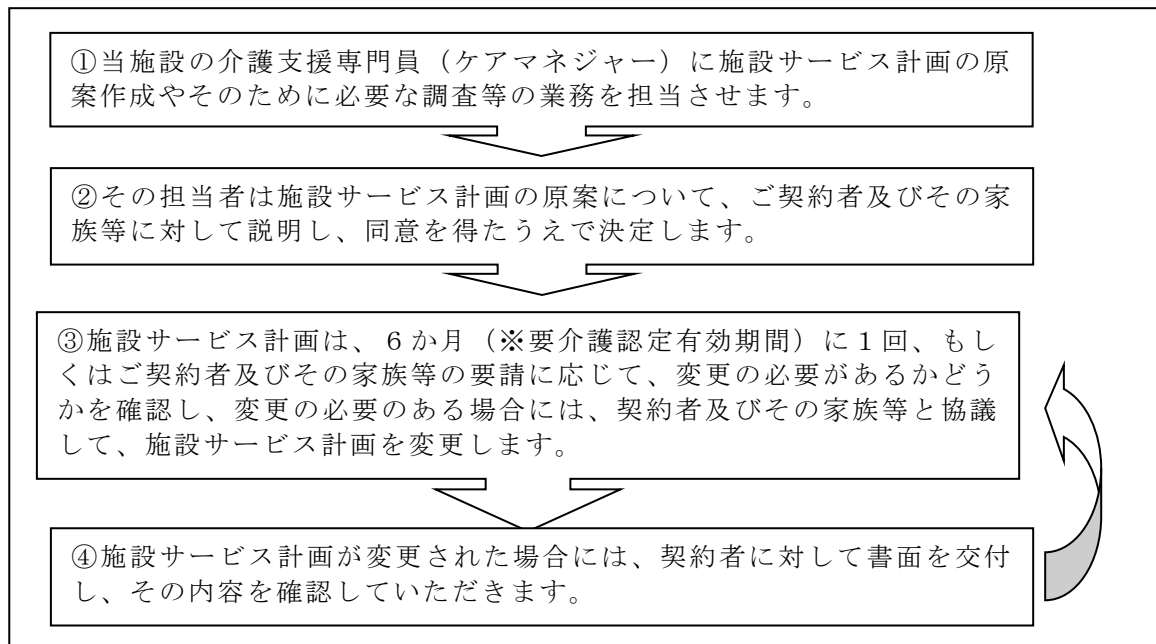 ①当施設の介護支援専門員（ケアマネジャー）に施設サービス計画の原
案作成やそのために必要な調査等の業務を担当させます。
②その担当者は施設サービス計画の原案について、ご契約者及びその家
族等に対して説明し、同意を得たうえで決定します。
③施設サービス計画は、６か月（※要介護認定有効期間）に１回、もし
くはご契約者及びその家族等の要請に応じて、変更の必要があるかどう
かを確認し、変更の必要のある場合には、契約者及びその家族等と協議
して、施設サービス計画を変更します。
④施設サービス計画が変更された場合には、契約者に対して書面を交付
し、その内容を確認していただきます。